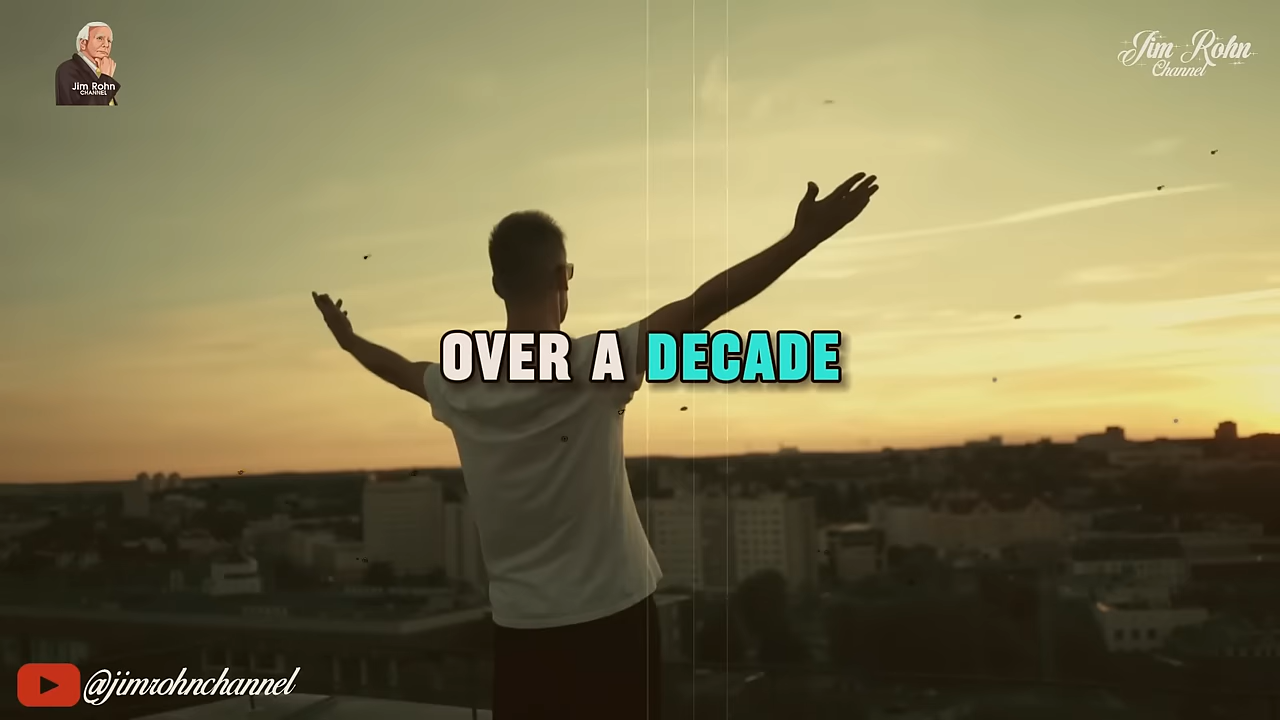 Jim Rohn
CHANNEL
Jim Rohn
Channel
OVER A DECADE
@jimrohnchannel